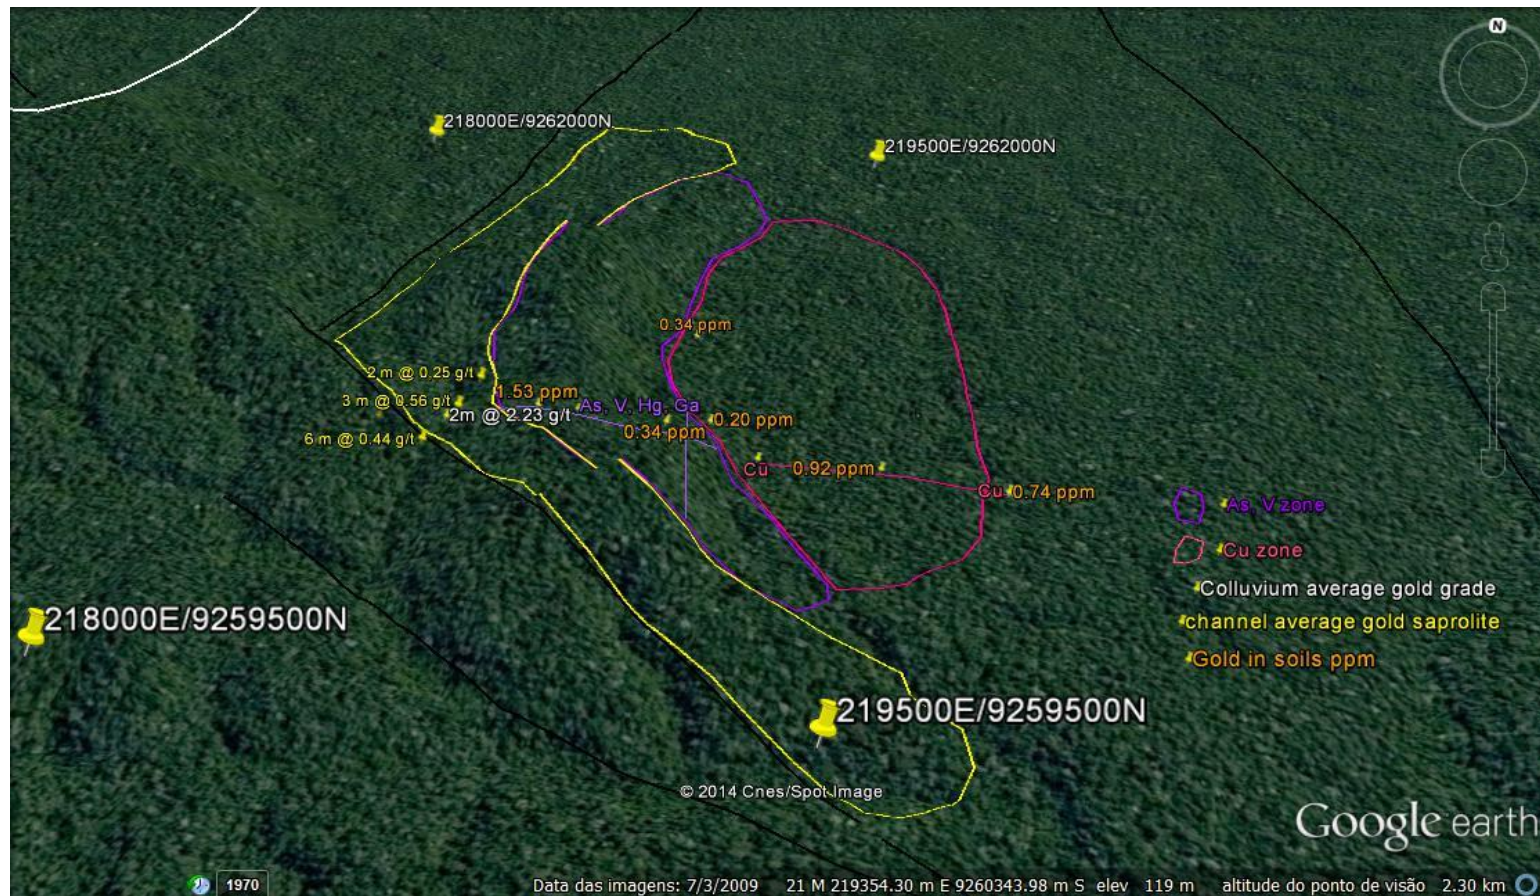 N
218000E/9262000N
219500E/9262000N
0.34 ppm
2 m @ 0.25 g/t
1.53 ppm
3 m @ 0.56 g/t
As, V, Hg, Ga
2m @ 2.23 g/t
0.20 ppm
6 m @ 0.44 g/t
0.34 ppm
Cu
0.92 ppm
Cu
0.74 ppm
As, V zone
Cu zone
Colluvium average gold grade
218000E/9259500N
channel average gold saprolite
Gold in soils ppm
219500E/9259500N
© 2014 Cnes/Spot Image
Google earth
1970
Data das imagens: 7/3/2009 21 M 219354.30 m E 9260343.98 m S elev 119 m altitude do ponto de visão 2.30 km